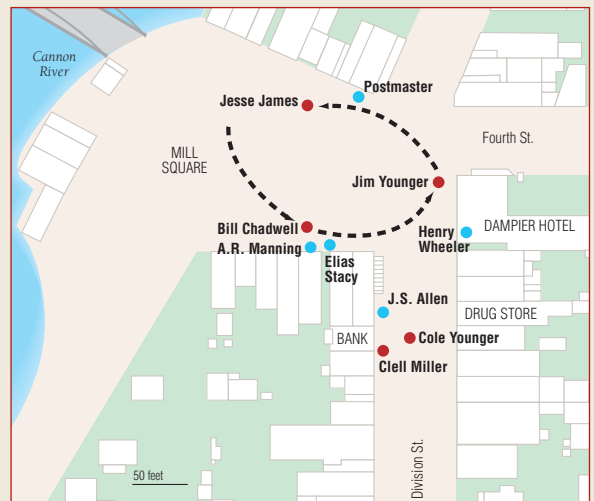 Cannon
River
Postmaster
Jesse James
Fourth St.
MILL
SQUARE
Jim Younger
Bill Chadwell
A.R. Manning
Elias
Stacy
Henry
Wheeler
DAMPIER HOTEL
J.S. Allen
DRUG STORE
BANK
Cole Younger
Clell Miller
Division St.
50 feet